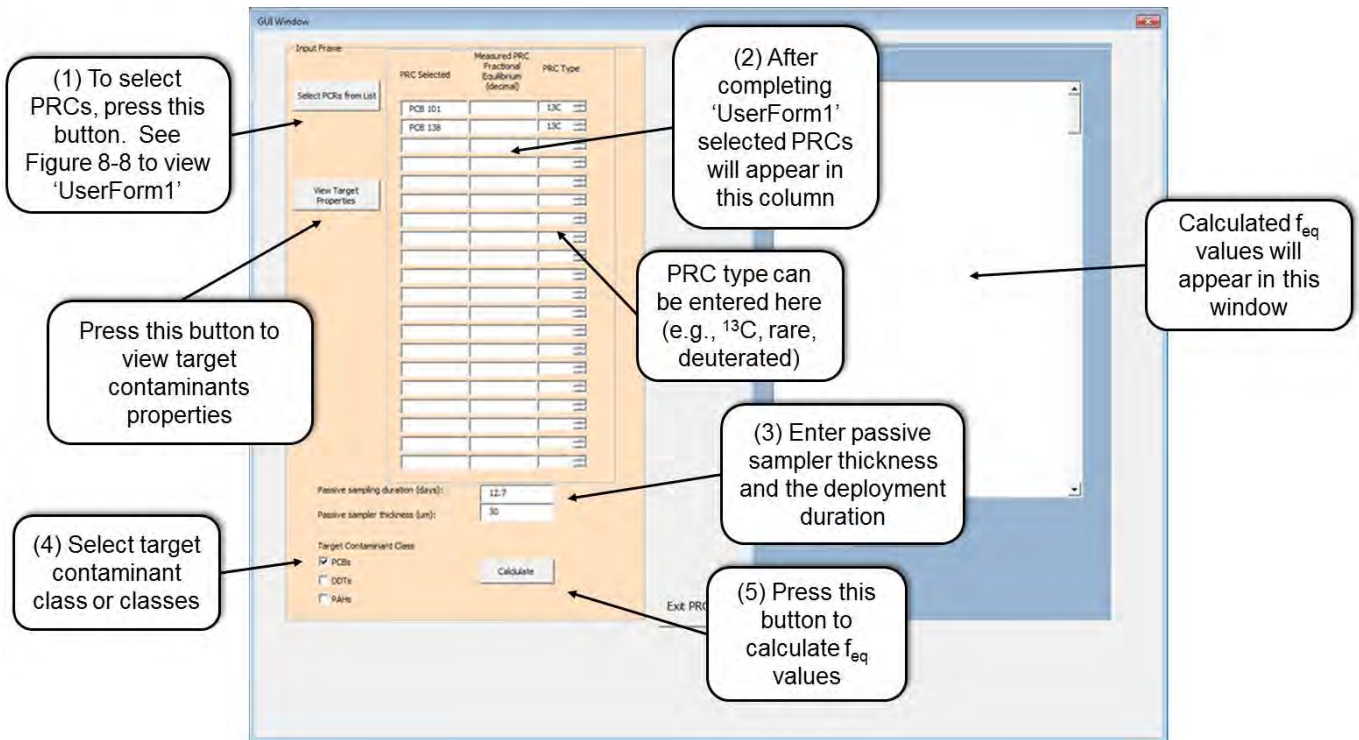 GUI Window
Input Frame
(1) To select
PRCs, press this
button. See
Figure 8-8 to view
‘UserForm1’
Select PCRs from List
PRC Selected
Measured PRC
Fractional
Equilibrium
(decimal)
PRC Type
PCB 101
13C
PCB 138
13C
(2) After
completing
‘UserForm1’
selected PRCs
will appear in
this column
View Target
Properties
Calculated feq
values will
appear in this
window
PRC type can
be entered here
(e.g., ¹³C, rare,
deuterated)
Press this button to
view target
contaminants
properties
(3) Enter passive
sampler thickness
and the deployment
duration
Passive sampling duration (days):
12.7
Passive sampler thickness (um):
30
(4) Select target
contaminant
class or classes
Target Contaminant Class
PCBs
DDTs
PAHs
Calculate
Exit PRC
(5) Press this
button to
calculate feq
values